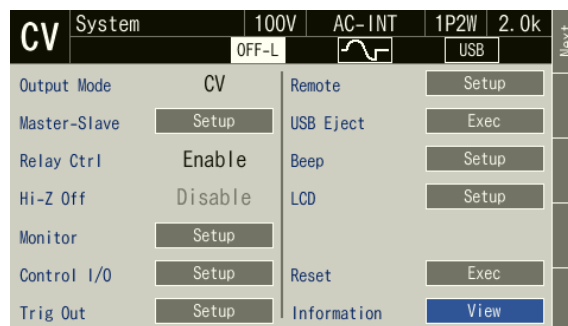 CV System 100V AC-INT 1P2W 2.0k Next
OFF-L USB
Output Mode CV
Master-Slave Setup
Relay Ctrl Enable
Hi-Z Off Disable
Monitor Setup
Control I/O Setup
Trig Out Setup
Remote Setup
USB Eject Exec
Beep Setup
LCD Setup
Reset Exec
Information View